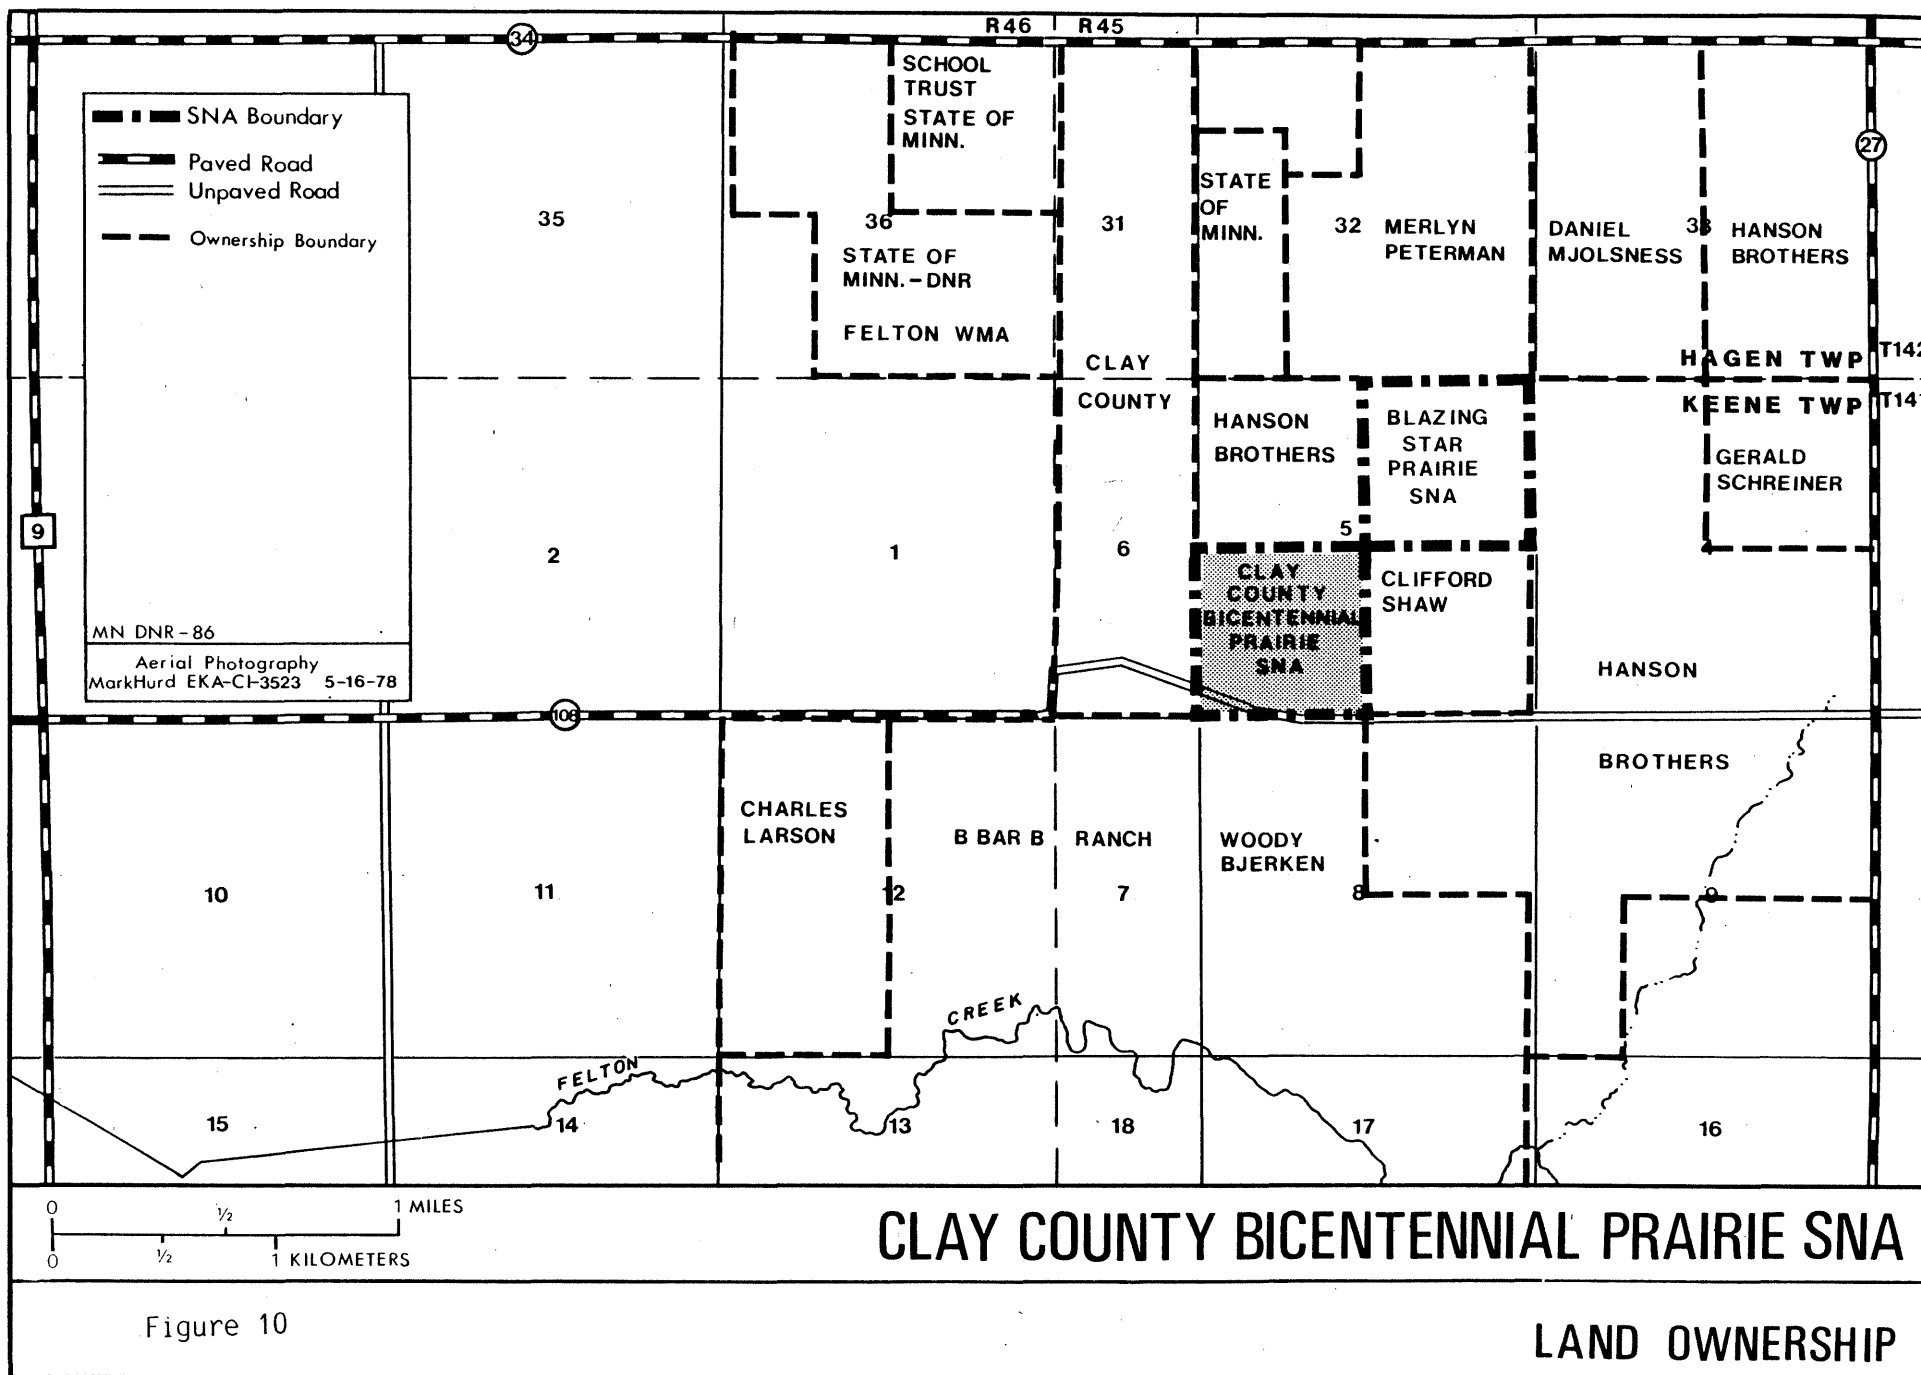 R46 R45
34
SCHOOL
TRUST
STATE OF
MINN.
SNA Boundary
Paved Road
Unpaved Road
Ownership Boundary
MN DNR-86
Aerial Photography
MarkHurd EKA-CI-3523 5-16-78
27
35
36
31
STATE
OF
MINN.
32
MERLYN
PETERMAN
DANIEL
MJOLSNESS
33
HANSON
BROTHERS
STATE OF
MINN.-DNR
FELTON WMA
CLAY
COUNTY
HAGEN TWP T142
KEENE TWP T141
HANSON
BROTHERS
BLAZING
STAR
PRAIRIE
SNA
GERALD
SCHREINER
9
2
1
6
5
4
CLAY
COUNTY
BICENTENNIAL
PRAIRIE
SNA
CLIFFORD
SHAW
HANSON
BROTHERS
108
CHARLES
LARSON
B BAR B RANCH
WOODY
BJERKEN
10
11
12
7
8
9
FELTON CREEK
15
14
13
18
17
16
0 ½ 1 MILES
0 ½ 1 KILOMETERS
CLAY COUNTY BICENTENNIAL PRAIRIE SNA
Figure 10
LAND OWNERSHIP